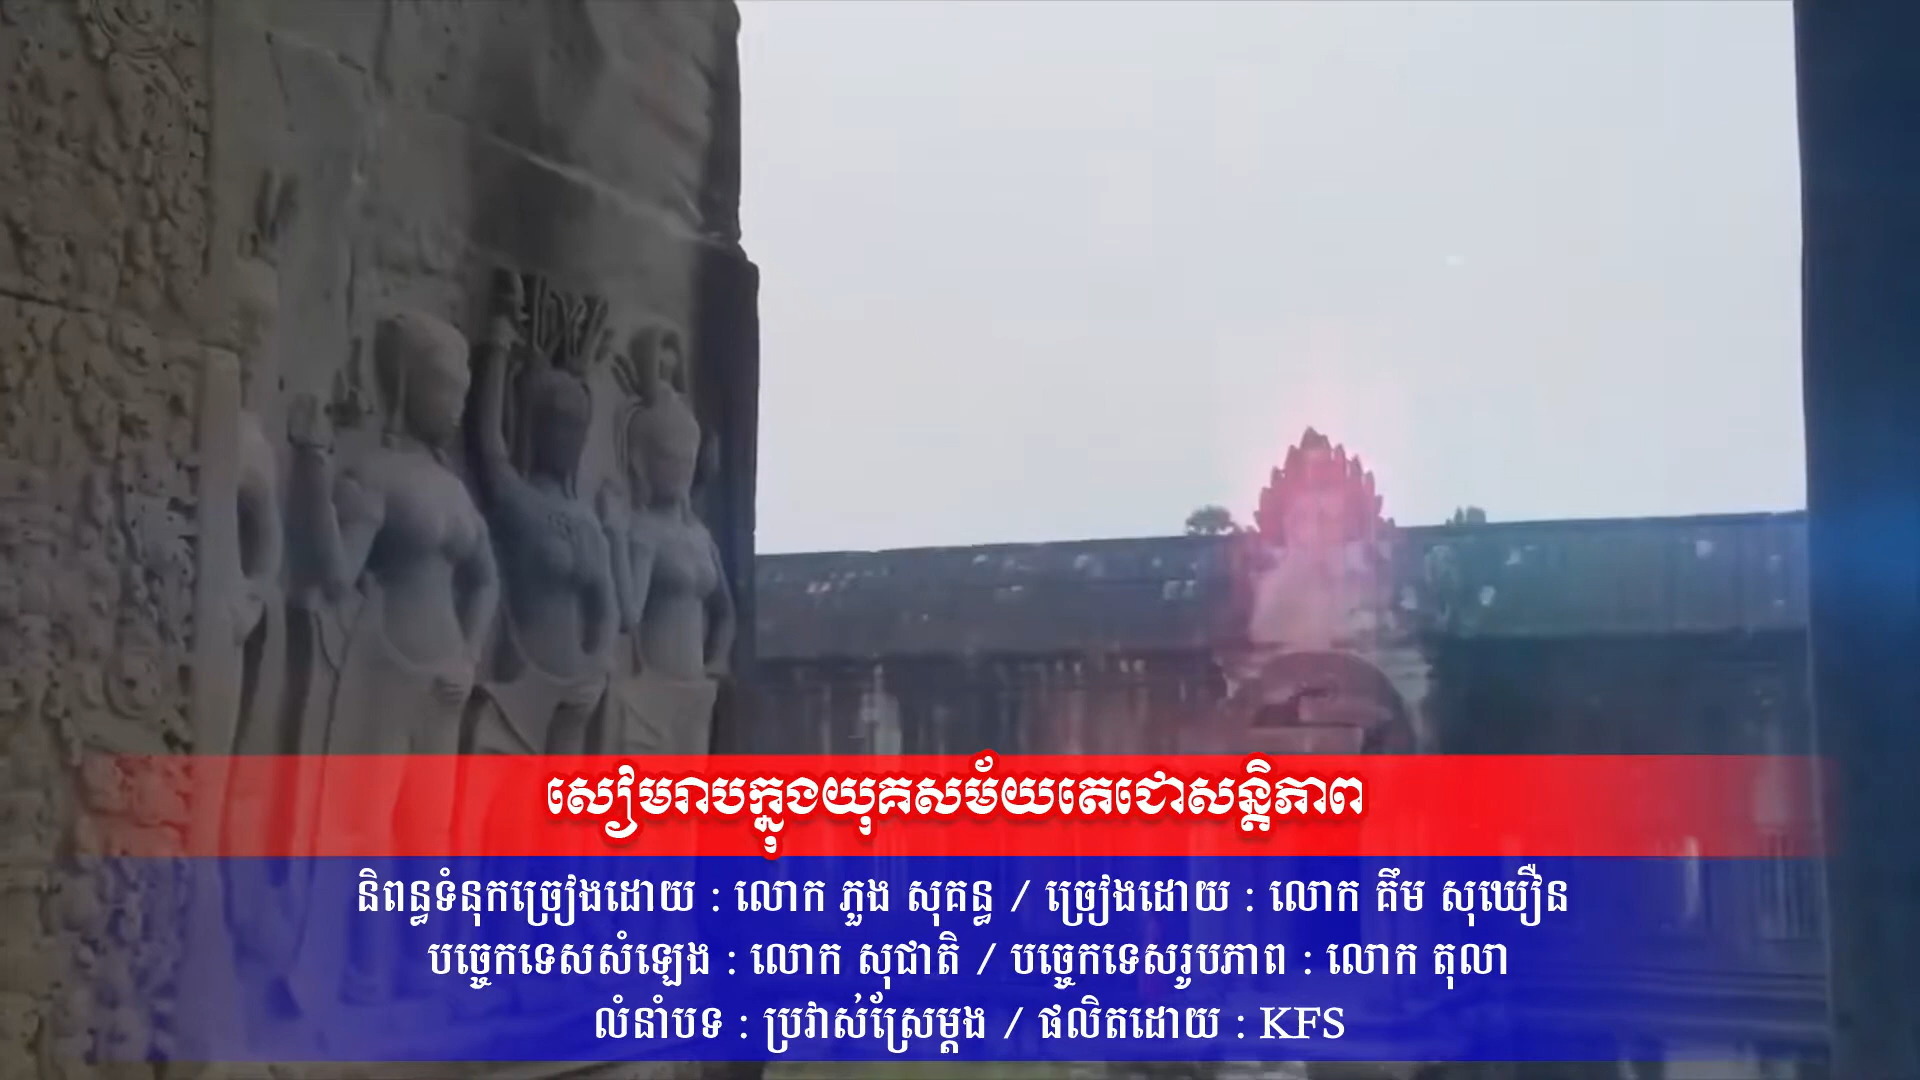 សៀមរាបក្នុងយុគសម័យតេជោសន្តិភាព
និពន្ធទំនុកច្រៀងដោយ : លោក ភួង សុគន្ធ / ច្រៀងដោយ : លោក គឹម សុឃឿន
បច្ចេកទេសសំឡេង : លោក សុជាតិ / បច្ចេកទេសរូបភាព : លោក តុលា
លំនាំបទ : ប្រវាស់ស្រែម្ដង / ផលិតដោយ : KFS